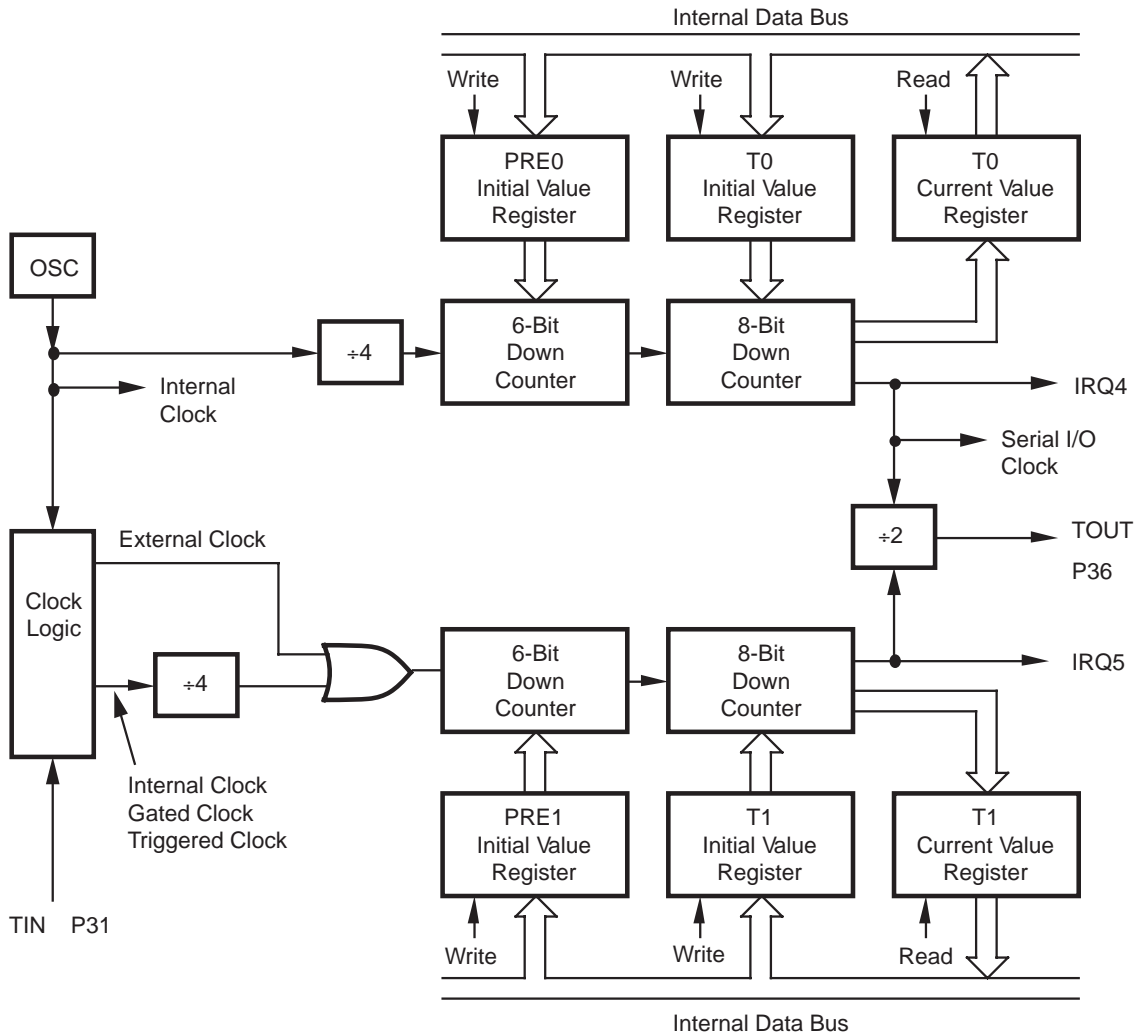 Internal Data Bus
Write
Write
Read
PRE0
Initial Value
Register
T0
Initial Value
Register
T0
Current Value
Register
OSC
÷4
6-Bit
Down
Counter
8-Bit
Down
Counter
Internal
Clock
IRQ4
Serial I/O
Clock
÷2
TOUT
P36
External Clock
Clock
Logic
÷4
6-Bit
Down
Counter
8-Bit
Down
Counter
IRQ5
Internal Clock
Gated Clock
Triggered Clock
PRE1
Initial Value
Register
T1
Initial Value
Register
T1
Current Value
Register
TIN P31
Write
Write
Read
Internal Data Bus